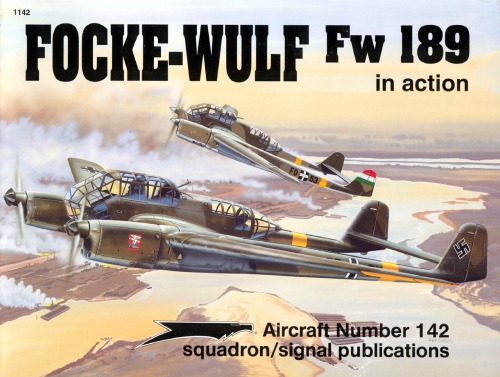 1142
FOCKE-WULF Fw 189
in action
Aircraft Number 142
squadron/signal publications